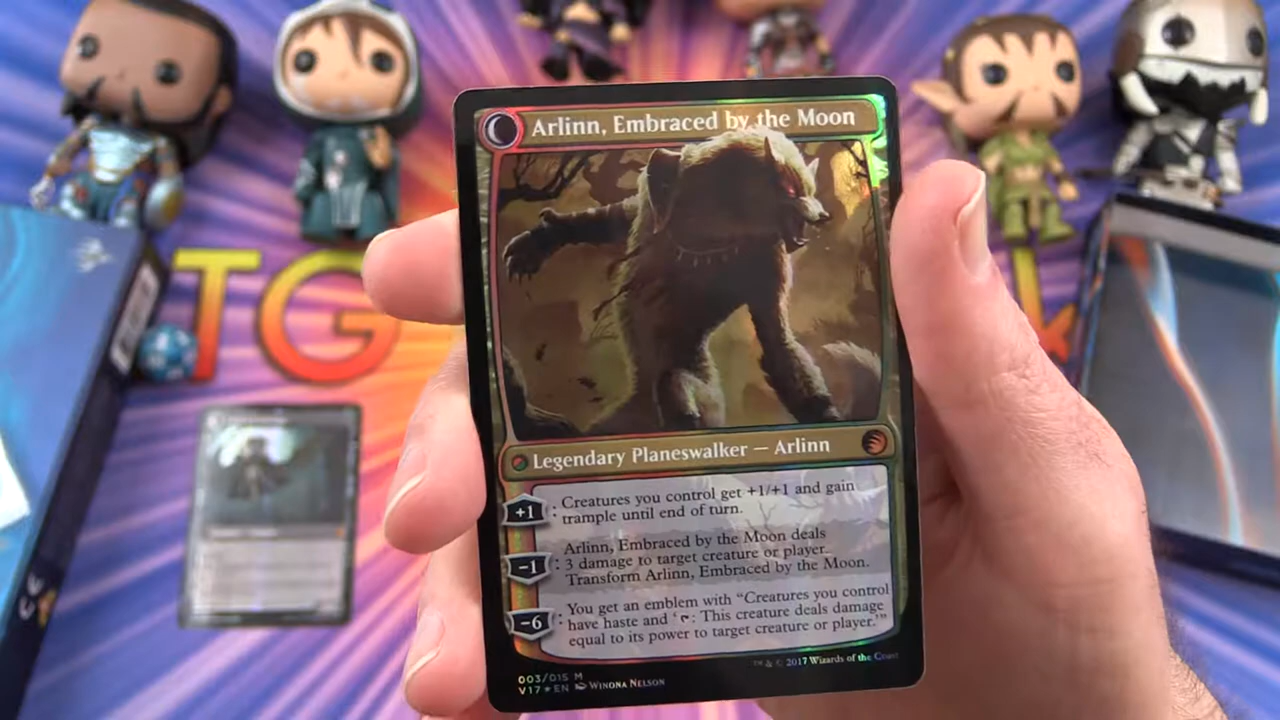 Arlinn, Embraced by the Moon
TG
k
Legendary Planeswalker — Arlinn
+1: Creatures you control get +1/+1 and gain
trample until end of turn.
Arlinn, Embraced by the Moon deals
-1: 3 damage to target creature or player.
Transform Arlinn, Embraced by the Moon.
You get an emblem with “Creatures you control
-6: have haste and ‘T: This creature deals damage
equal to its power to target creature or player.’”
™ & © 2017 Wizards of the Coast
003/015 M
V17 ★ EN Winona Nelson